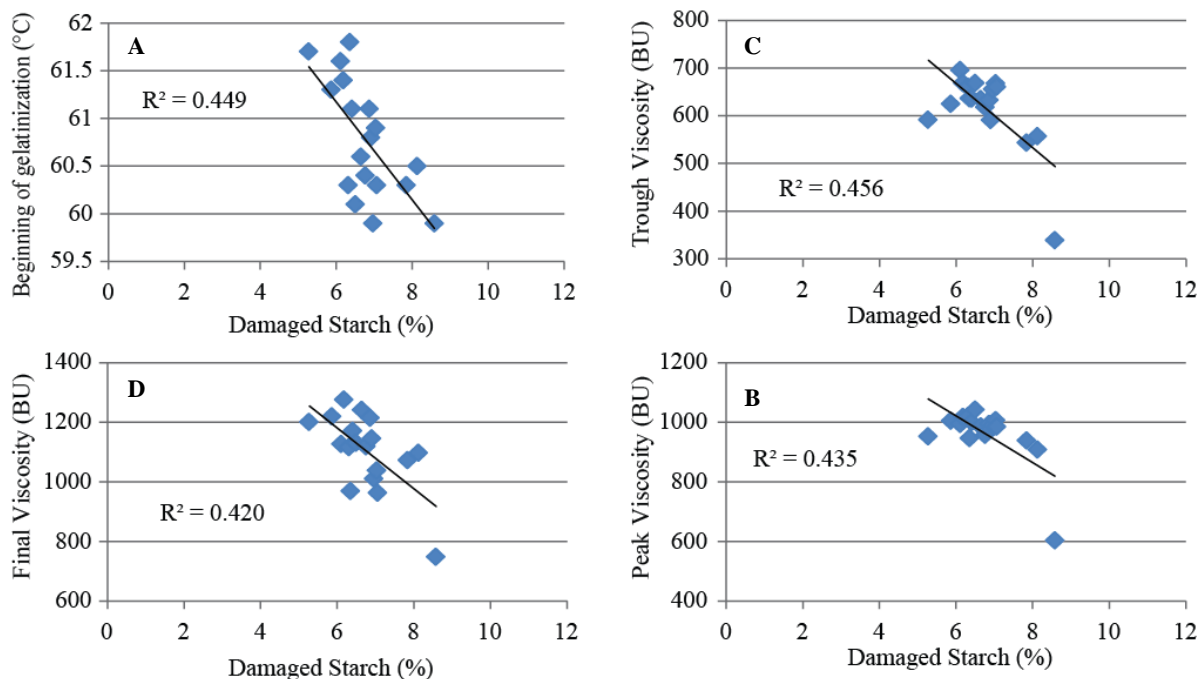 Beginning of gelatinization (°C)
62
61.5
61
60.5
60
59.5
A
R² = 0.449
0 2 4 6 8 10 12
Damaged Starch (%)
Trough Viscosity (BU)
800
700
600
500
400
300
C
R² = 0.456
0 2 4 6 8 10 12
Damaged Starch (%)
Final Viscosity (BU)
1400
1200
1000
800
600
D
R² = 0.420
0 2 4 6 8 10 12
Damaged Starch (%)
Peak Viscosity (BU)
1200
1000
800
600
400
B
R² = 0.435
0 2 4 6 8 10 12
Damaged Starch (%)